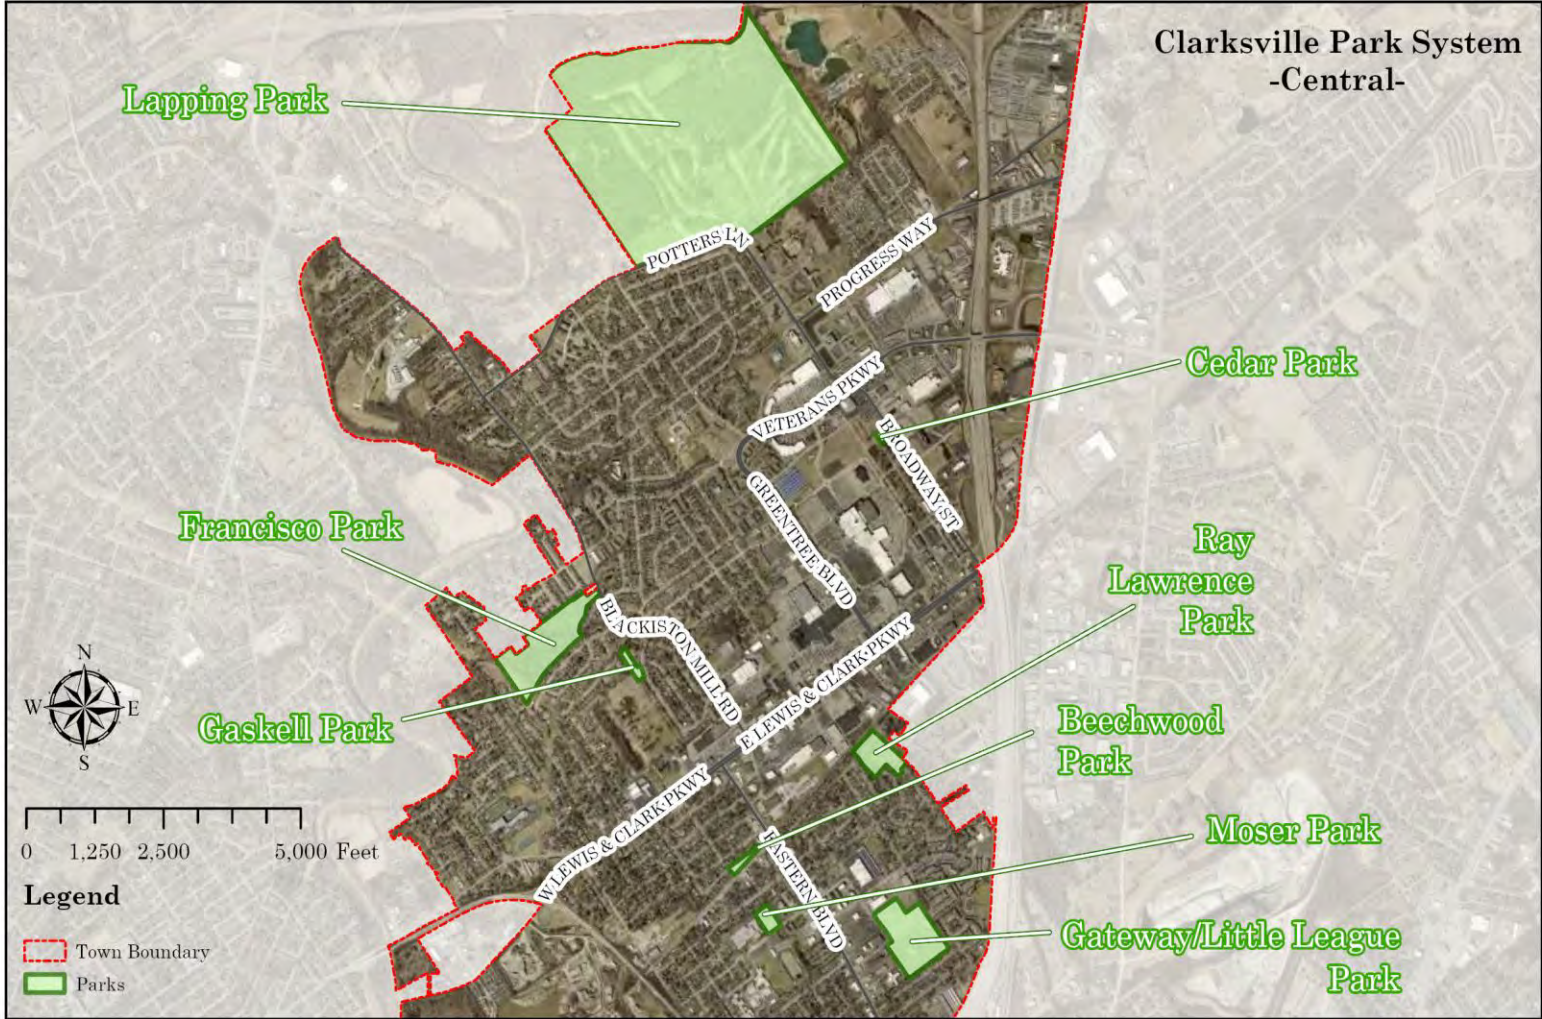 Clarksville Park System
-Central-
Lapping Park
POTTERS LN
PROGRESS WAY
Cedar Park
VETERANS PKWY
BROADWAY ST
GREENTREE BLVD
Francisco Park
Ray
Lawrence
Park
BLACKISTON MILL RD
E LEWIS & CLARK PKWY
Gaskell Park
Beechwood
Park
W LEWIS & CLARK PKWY
Moser Park
EASTERN BLVD
Gateway/Little League
Park
N
W E
S
0 1,250 2,500 5,000 Feet
Legend
Town Boundary
Parks